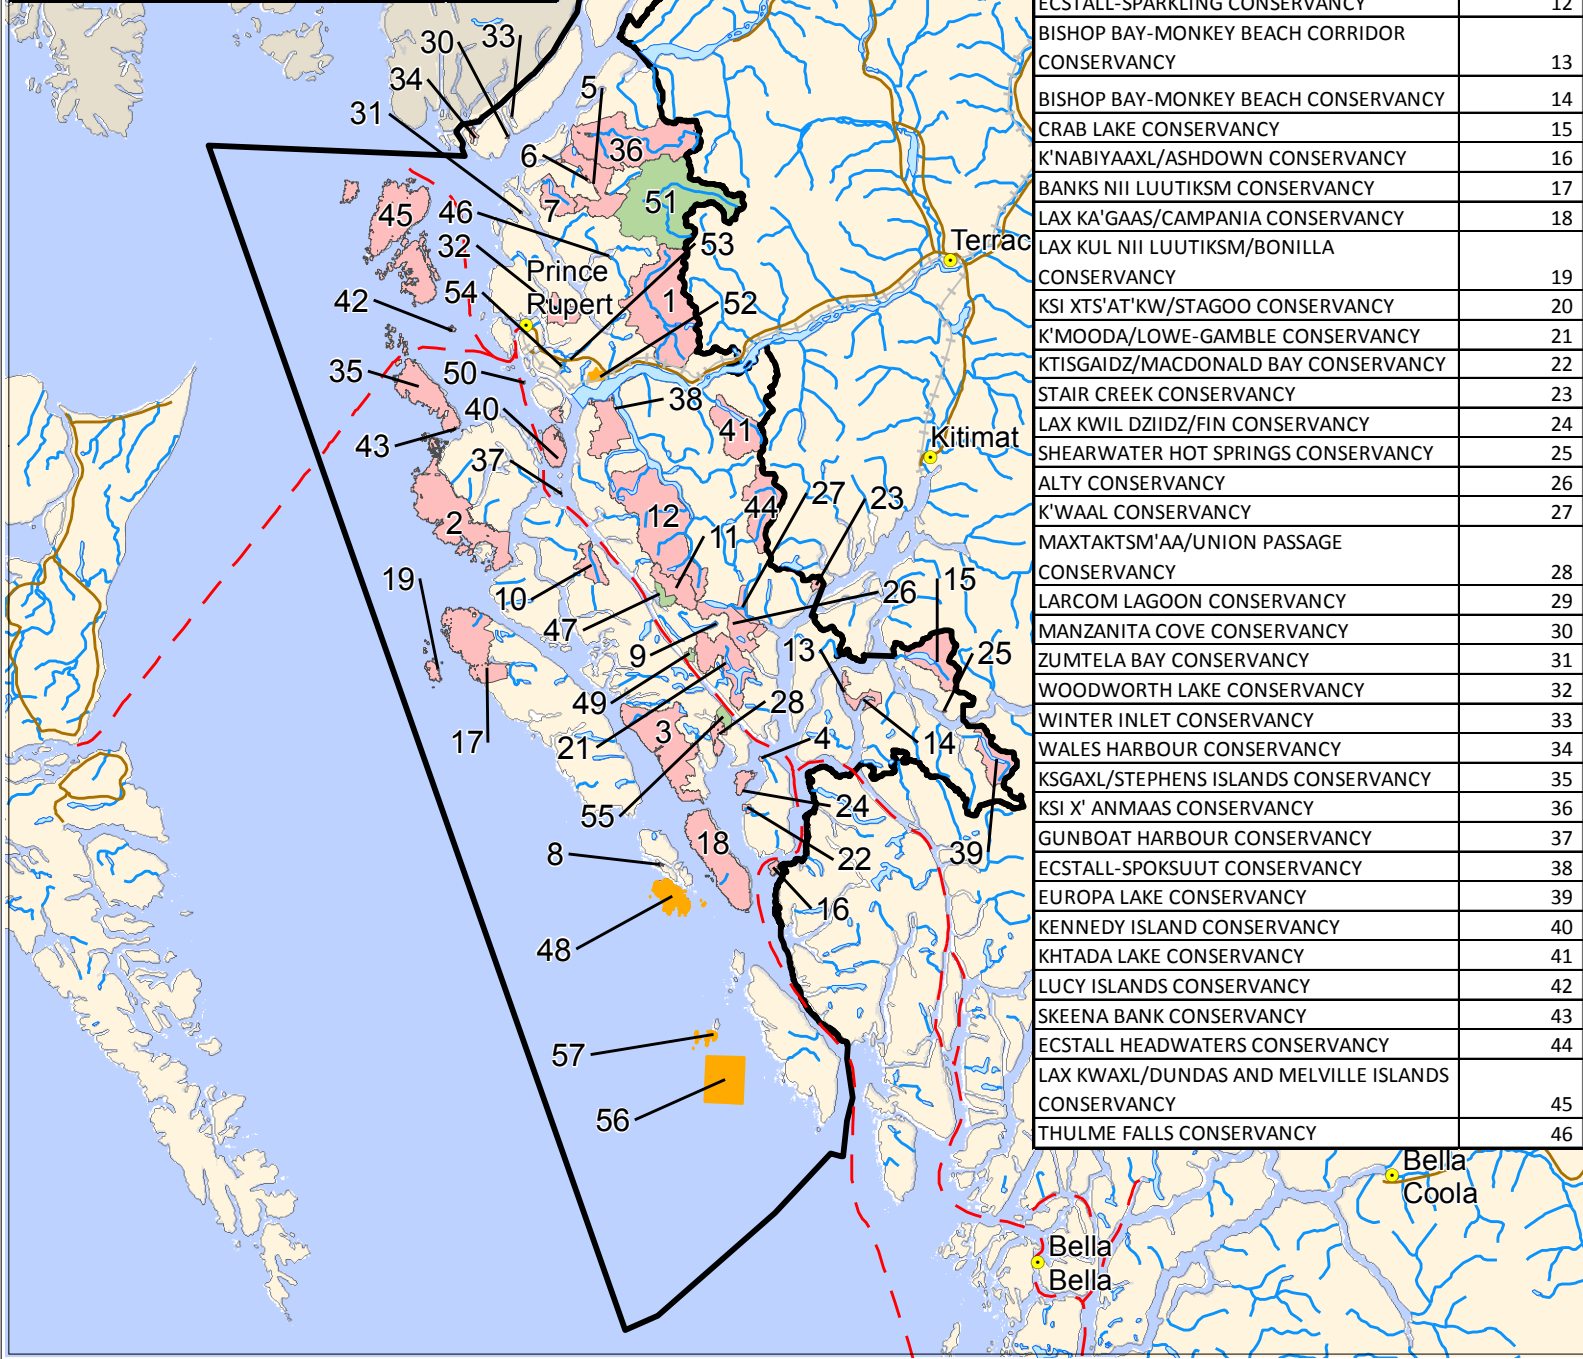 30
33
34
5
31
36
6
51
7
45
46
53
32
Prince
Rupert
54
1
52
42
Terrac
35
50
38
40
41
43
37
Kitimat
27
23
2
12
44
11
19
15
10
26
47
9
13
25
49
28
17
3
21
4
14
55
24
18
8
22
39
16
48
57
56
Bella
Coola
Bella
Bella
ECSTALL-SPARKLING CONSERVANCY 12
BISHOP BAY-MONKEY BEACH CORRIDOR
CONSERVANCY 13
BISHOP BAY-MONKEY BEACH CONSERVANCY 14
CRAB LAKE CONSERVANCY 15
K'NABIYAAXL/ASHDOWN CONSERVANCY 16
BANKS NII LUUTIKSM CONSERVANCY 17
LAX KA'GAAS/CAMPANIA CONSERVANCY 18
LAX KUL NII LUUTIKSM/BONILLA
CONSERVANCY 19
KSI XTS'AT'KW/STAGOO CONSERVANCY 20
K'MOODA/LOWE-GAMBLE CONSERVANCY 21
KTISGAIDZ/MACDONALD BAY CONSERVANCY 22
STAIR CREEK CONSERVANCY 23
LAX KWIL DZIIDZ/FIN CONSERVANCY 24
SHEARWATER HOT SPRINGS CONSERVANCY 25
ALTY CONSERVANCY 26
K'WAAL CONSERVANCY 27
MAXTAKTSM'AA/UNION PASSAGE
CONSERVANCY 28
LARCOM LAGOON CONSERVANCY 29
MANZANITA COVE CONSERVANCY 30
ZUMTELA BAY CONSERVANCY 31
WOODWORTH LAKE CONSERVANCY 32
WINTER INLET CONSERVANCY 33
WALES HARBOUR CONSERVANCY 34
KSGAXL/STEPHENS ISLANDS CONSERVANCY 35
KSI X' ANMAAS CONSERVANCY 36
GUNBOAT HARBOUR CONSERVANCY 37
ECSTALL-SPOKSUUT CONSERVANCY 38
EUROPA LAKE CONSERVANCY 39
KENNEDY ISLAND CONSERVANCY 40
KHTADA LAKE CONSERVANCY 41
LUCY ISLANDS CONSERVANCY 42
SKEENA BANK CONSERVANCY 43
ECSTALL HEADWATERS CONSERVANCY 44
LAX KWAXL/DUNDAS AND MELVILLE ISLANDS
CONSERVANCY 45
THULME FALLS CONSERVANCY 46